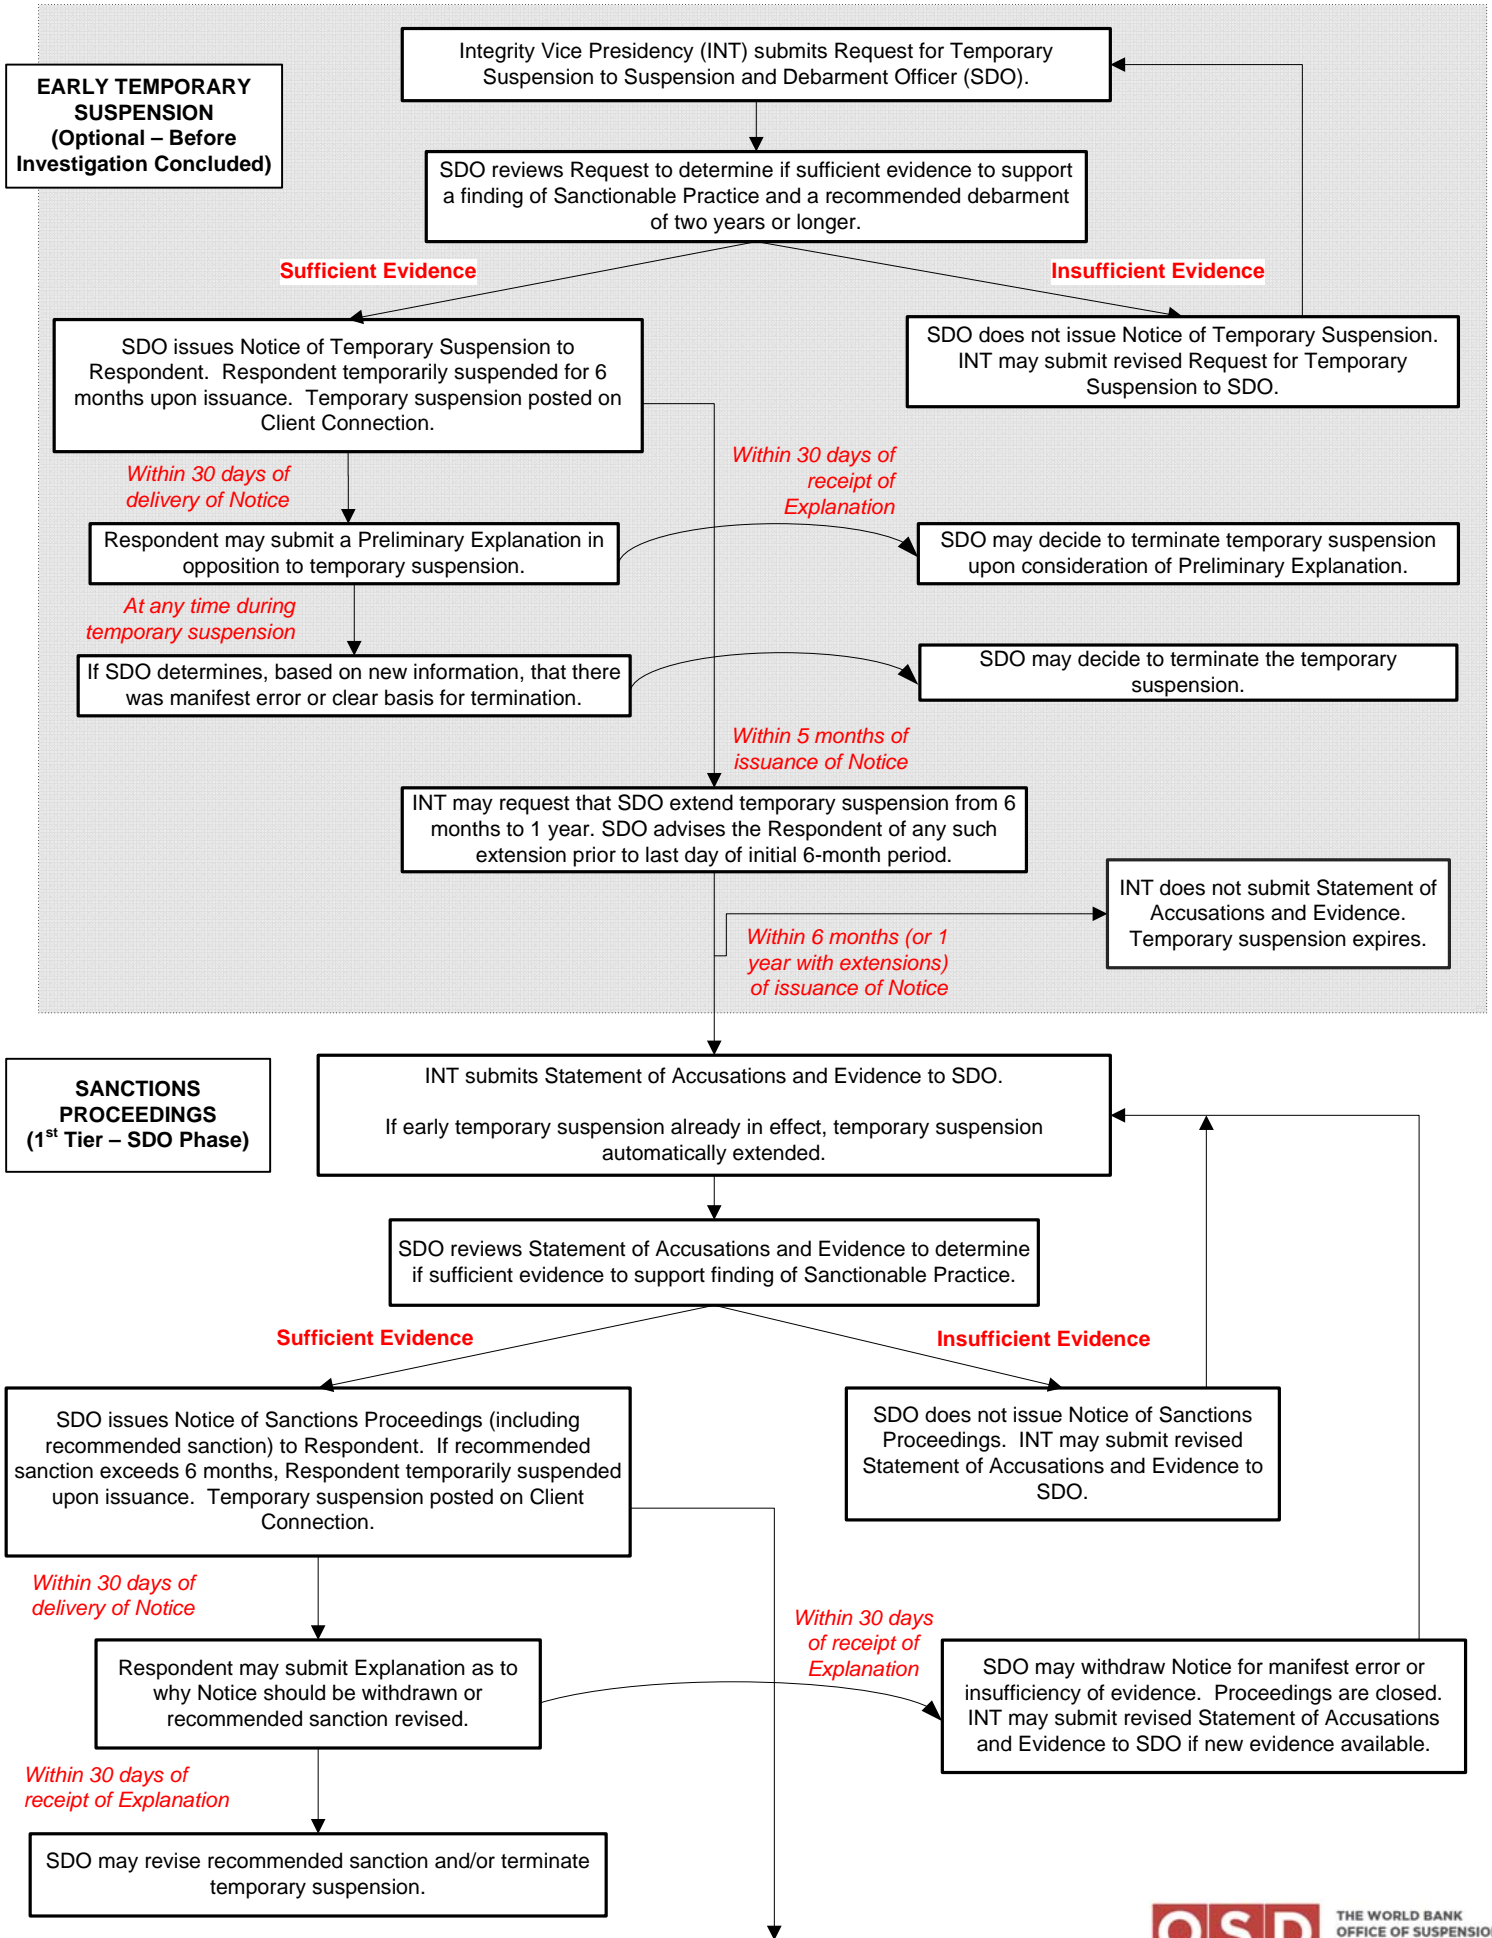 Integrity Vice Presidency (INT) submits Request for Temporary
Suspension to Suspension and Debarment Officer (SDO).
EARLY TEMPORARY
SUSPENSION
(Optional – Before
Investigation Concluded)
SDO reviews Request to determine if sufficient evidence to support
a finding of Sanctionable Practice and a recommended debarment
of two years or longer.
Sufficient Evidence
Insufficient Evidence
SDO issues Notice of Temporary Suspension to
Respondent.  Respondent temporarily suspended for 6
months upon issuance.  Temporary suspension posted on
Client Connection.
SDO does not issue Notice of Temporary Suspension.
INT may submit revised Request for Temporary
Suspension to SDO.
Within 30 days of
delivery of Notice
Within 30 days of
receipt of
Explanation
Respondent may submit a Preliminary Explanation in
opposition to temporary suspension.
SDO may decide to terminate temporary suspension
upon consideration of Preliminary Explanation.
At any time during
temporary suspension
If SDO determines, based on new information, that there
was manifest error or clear basis for termination.
SDO may decide to terminate the temporary
suspension.
Within 5 months of
issuance of Notice
INT may request that SDO extend temporary suspension from 6
months to 1 year. SDO advises the Respondent of any such
extension prior to last day of initial 6-month period.
INT does not submit Statement of
Accusations and Evidence.
Temporary suspension expires.
Within 6 months (or 1
year with extensions)
of issuance of Notice
SANCTIONS
PROCEEDINGS
(1st Tier – SDO Phase)
INT submits Statement of Accusations and Evidence to SDO.
If early temporary suspension already in effect, temporary suspension
automatically extended.
SDO reviews Statement of Accusations and Evidence to determine
if sufficient evidence to support finding of Sanctionable Practice.
Sufficient Evidence
Insufficient Evidence
SDO issues Notice of Sanctions Proceedings (including
recommended sanction) to Respondent.  If recommended
sanction exceeds 6 months, Respondent temporarily suspended
upon issuance.  Temporary suspension posted on Client
Connection.
SDO does not issue Notice of Sanctions
Proceedings.  INT may submit revised
Statement of Accusations and Evidence to
SDO.
Within 30 days of
delivery of Notice
Within 30 days
of receipt of
Explanation
Respondent may submit Explanation as to
why Notice should be withdrawn or
recommended sanction revised.
SDO may withdraw Notice for manifest error or
insufficiency of evidence.  Proceedings are closed.
INT may submit revised Statement of Accusations
and Evidence to SDO if new evidence available.
Within 30 days of
receipt of Explanation
SDO may revise recommended sanction and/or terminate
temporary suspension.
OSD
THE WORLD BANK
OFFICE OF SUSPENSION